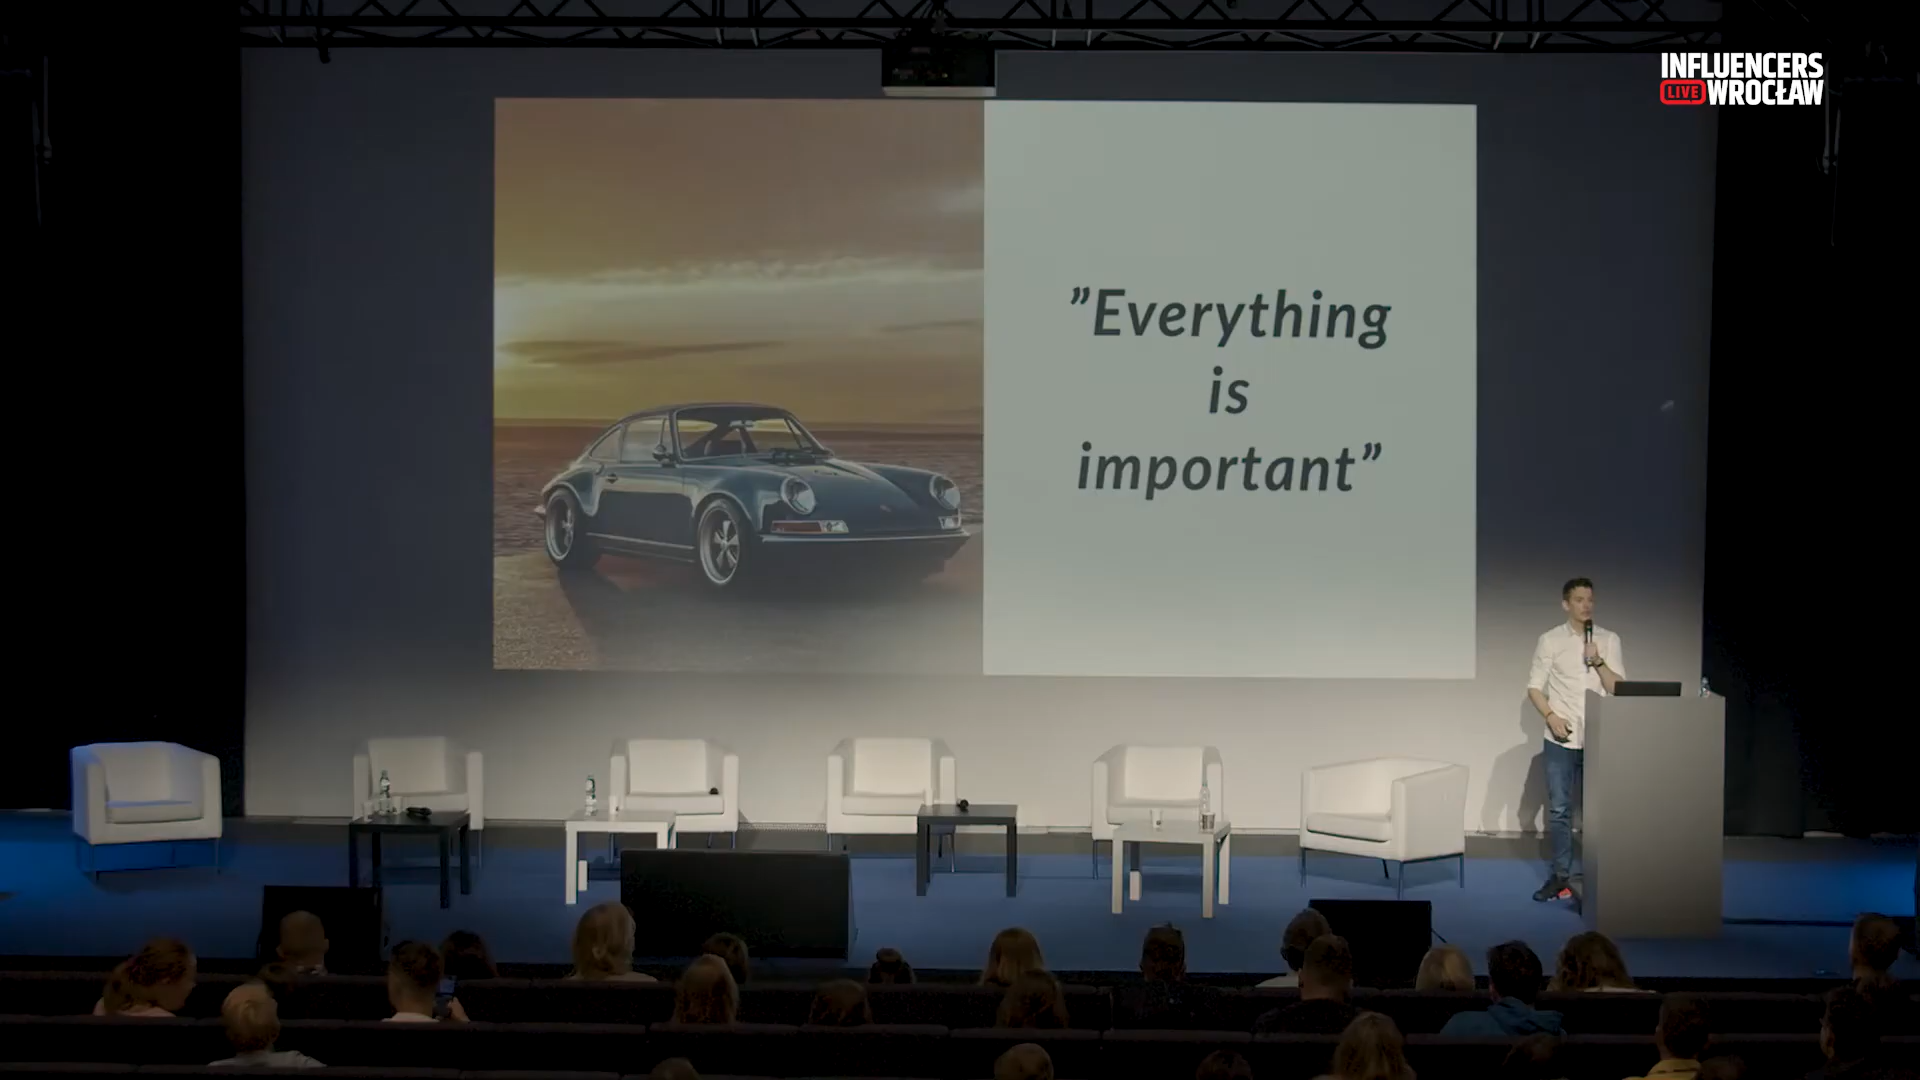 INFLUENCERS
LIVE WROCŁAW
”Everything
is
important”